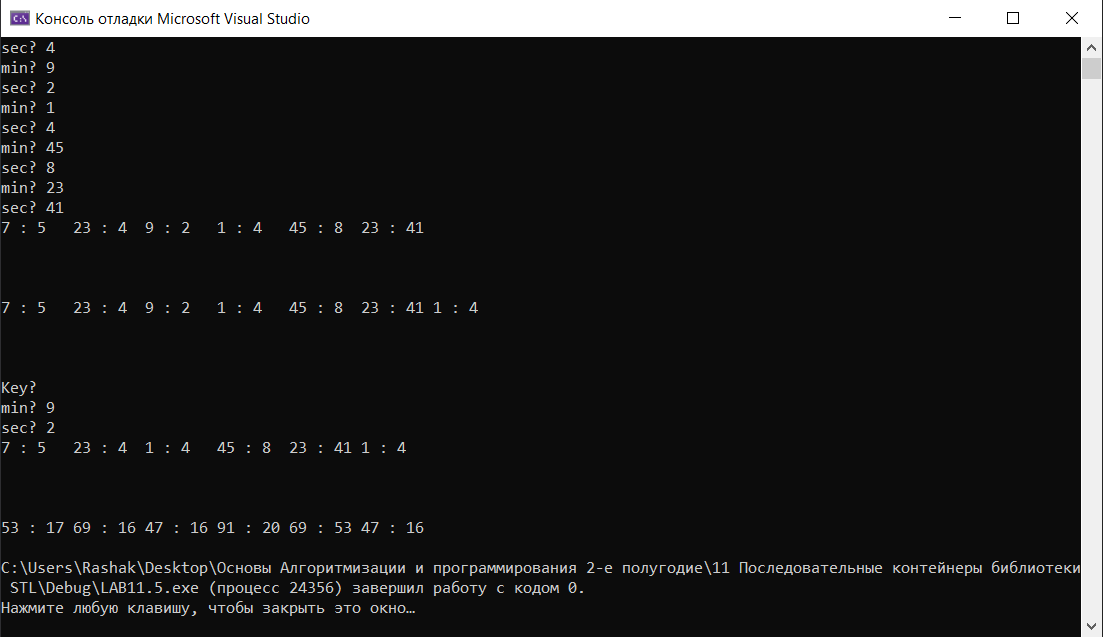 Консоль отладки Microsoft Visual Studio
sec? 4
min? 9
sec? 2
min? 1
sec? 4
min? 45
sec? 8
min? 23
sec? 41
7 : 5   23 : 4  9 : 2   1 : 4   45 : 8  23 : 41
7 : 5   23 : 4  9 : 2   1 : 4   45 : 8  23 : 41 1 : 4
Key?
min? 9
sec? 2
7 : 5   23 : 4  1 : 4   45 : 8  23 : 41 1 : 4
53 : 17 69 : 16 47 : 16 91 : 20 69 : 53 47 : 16
C:\Users\Rashak\Desktop\Основы Алгоритмизации и программирования 2-е полугодие\11 Последовательные контейнеры библиотеки
 STL\Debug\LAB11.5.exe (процесс 24356) завершил работу с кодом 0.
Нажмите любую клавишу, чтобы закрыть это окно…